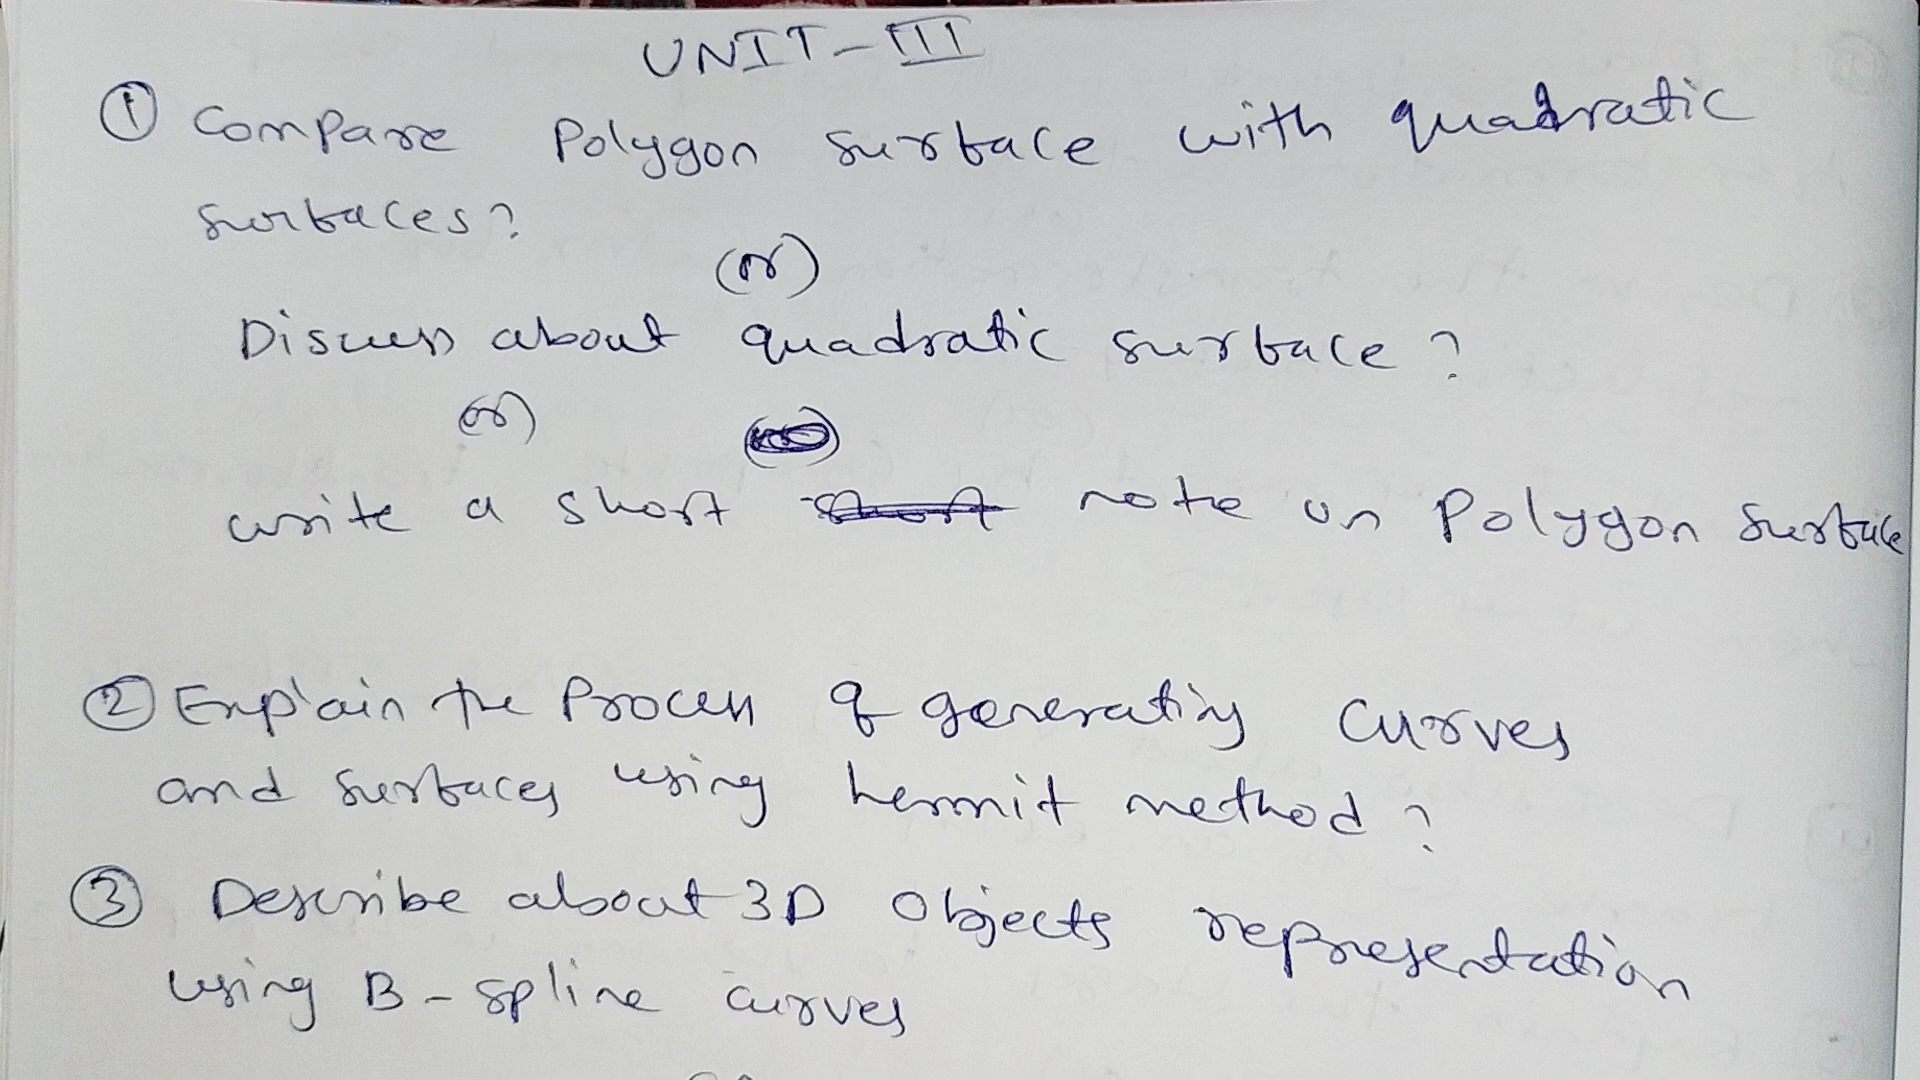 UNIT-III
① Compare Polygon surface with quadratic
surfaces?
(or)
Discuss about quadratic surface?
(or)
write a short note on Polygon surface
② Explain the Process of generating curves
and surfaces using hermit method?
③ Describe about 3D Objects representation
using B-spline curves